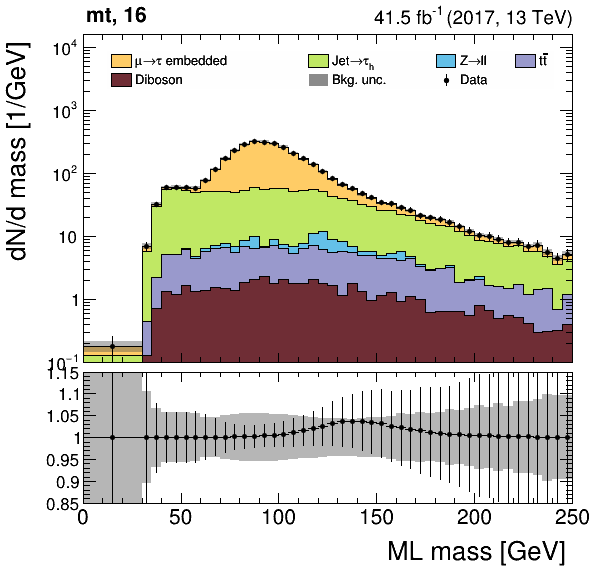 mt, 16 41.5 fb⁻¹ (2017, 13 TeV)
dN/d mass [1/GeV]
10⁴
10³
10²
10
1
10⁻¹
μ→τ embedded Jet→τₕ Z→ll tt̄
Diboson Bkg. unc. Data
1.15
1.1
1.05
1
0.95
0.9
0.85
0 50 100 150 200 250
ML mass [GeV]